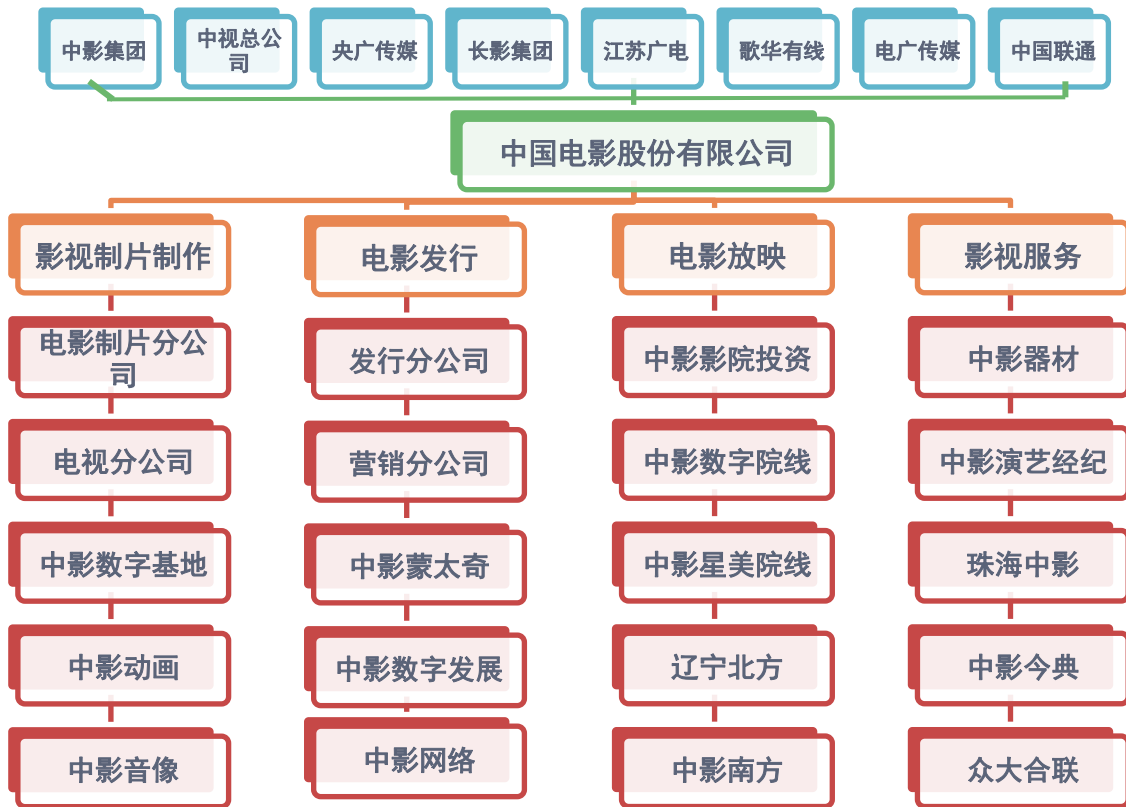 中影集团
中视总公
司
央广传媒
长影集团
江苏广电
歌华有线
电广传媒
中国联通
中国电影股份有限公司
影视制片制作
电影发行
电影放映
影视服务
电影制片分公
司
发行分公司
中影影院投资
中影器材
电视分公司
营销分公司
中影数字院线
中影演艺经纪
中影数字基地
中影蒙太奇
中影星美院线
珠海中影
中影动画
中影数字发展
辽宁北方
中影今典
中影音像
中影网络
中影南方
众大合联